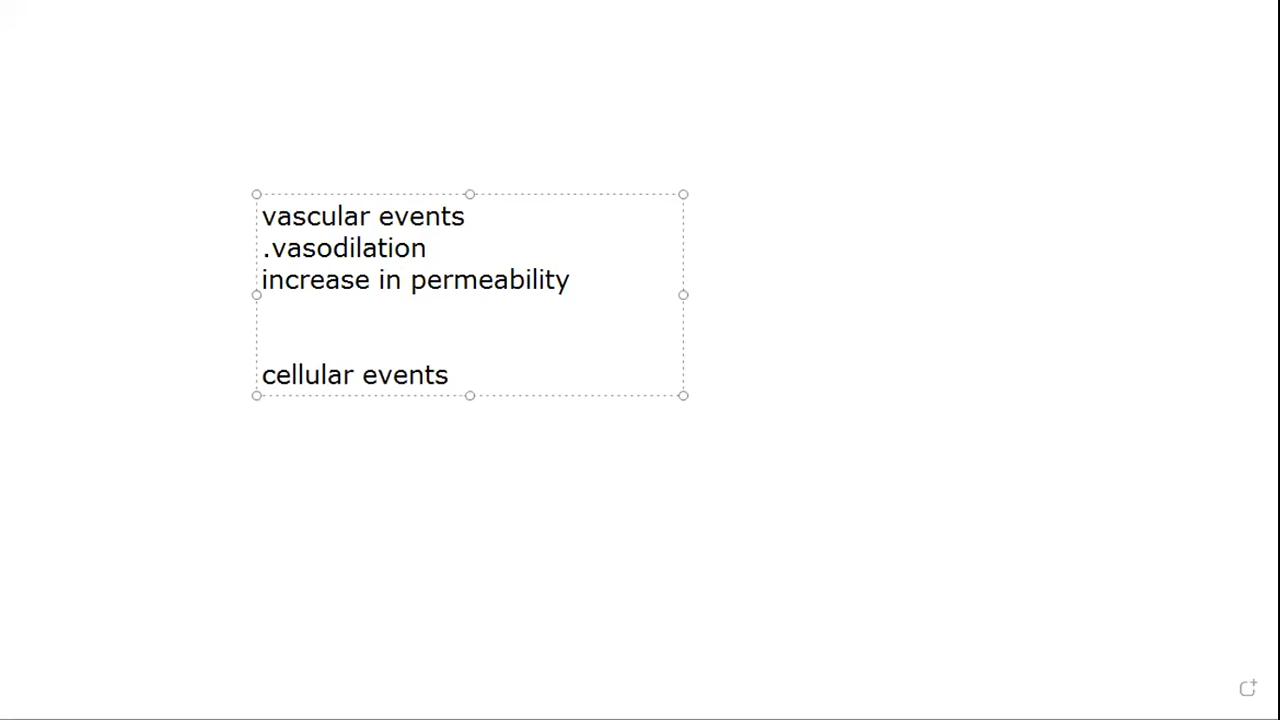 vascular events
.vasodilation
increase in permeability
cellular events